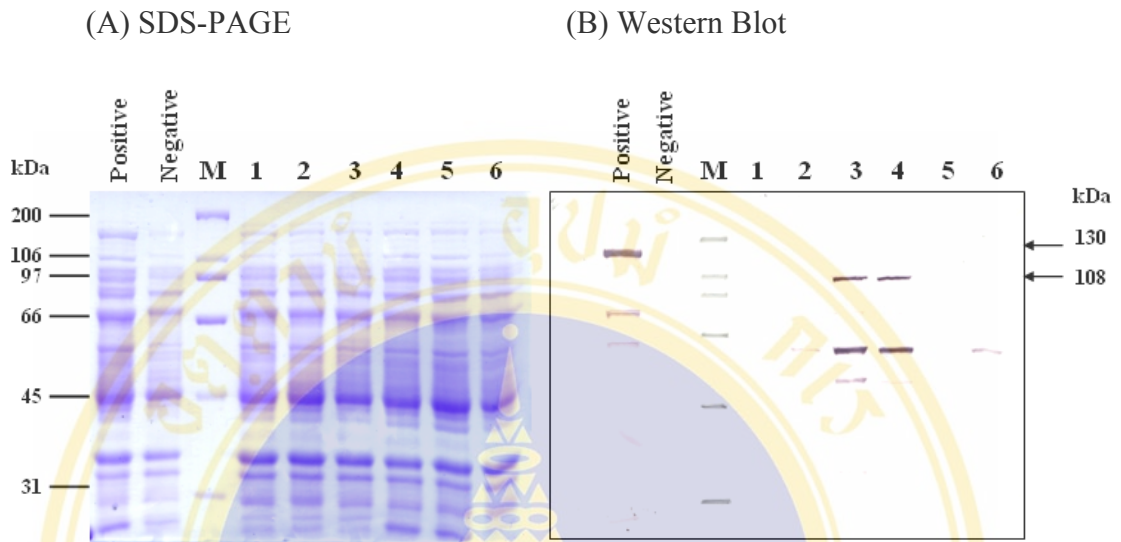 (A) SDS-PAGE
(B) Western Blot
kDa
Positive
Negative
M 1 2 3 4 5 6
200
106
97
66
45
31
Positive
Negative
M 1 2 3 4 5 6
kDa
130
108